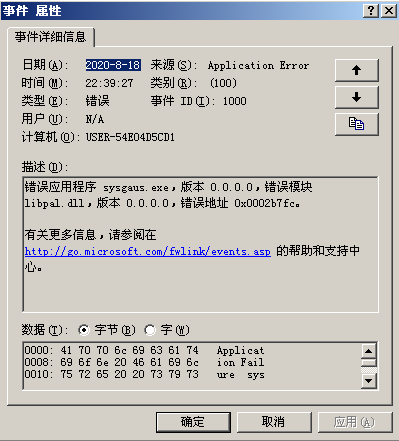 事件 属性
事件详细信息
日期(A): 2020-8-18 来源(S): Application Error
时间(M): 22:39:27 类别(R): (100)
类型(E): 错误 事件 ID(I): 1000
用户(U): N/A
计算机(O): USER-54E04D5CD1
描述(D):
错误应用程序 sysgaus.exe，版本 0.0.0.0，错误模块
libpal.dll，版本 0.0.0.0，错误地址 0x0002b7fc。
有关更多信息，请参阅在
http://go.microsoft.com/fwlink/events.asp 的帮助和支持中
心。
数据(T): 字节(B) 字(W)
0000: 41 70 70 6c 69 63 61 74 Applicat
0008: 69 6f 6e 20 46 61 69 6c ion Fail
0010: 75 72 65 20 20 73 79 73 ure  sys
确定 取消 应用(A)